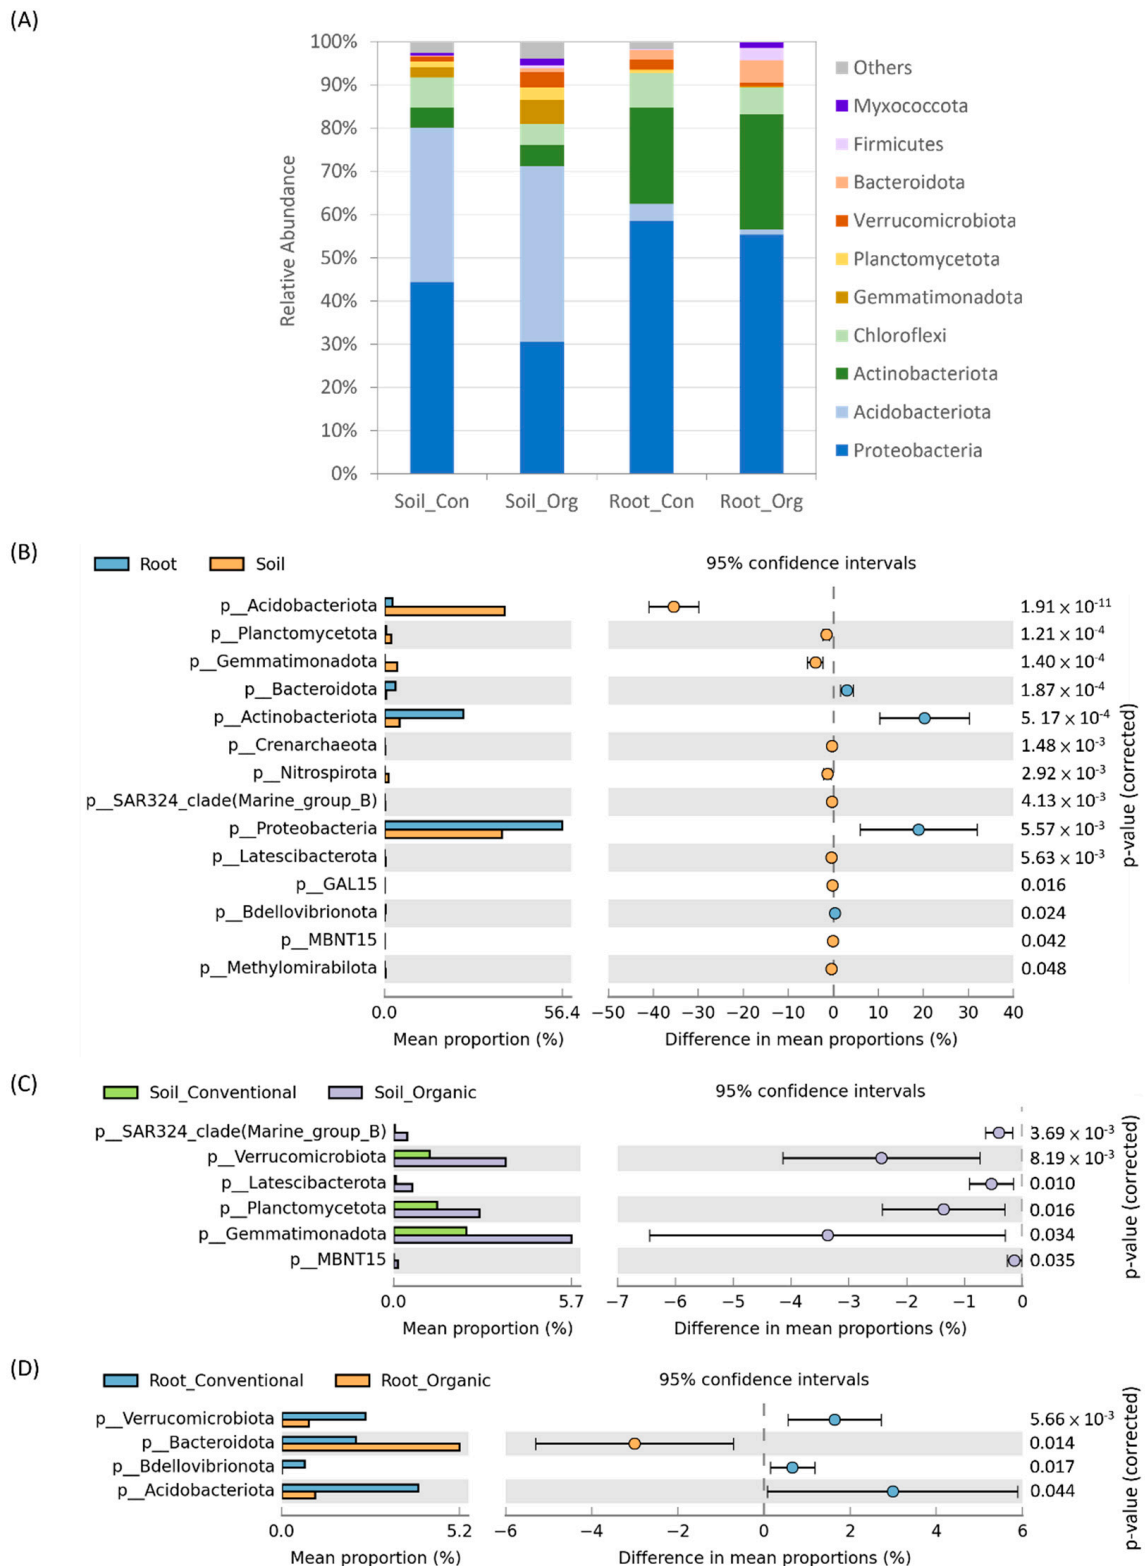 (A)
100%
90%
80%
70%
60%
50%
40%
30%
20%
10%
0%
Relative Abundance
Soil_Con Soil_Org Root_Con Root_Org
Others
Myxococcota
Firmicutes
Bacteroidota
Verrucomicrobiota
Planctomycetota
Gemmatimonadota
Chloroflexi
Actinobacteriota
Acidobacteriota
Proteobacteria
(B)
Root Soil 95% confidence intervals
p__Acidobacteriota 1.91 × 10⁻¹¹
p__Planctomycetota 1.21 × 10⁻⁴
p__Gemmatimonadota 1.40 × 10⁻⁴
p__Bacteroidota 1.87 × 10⁻⁴
p__Actinobacteriota 5. 17 × 10⁻⁴
p__Crenarchaeota 1.48 × 10⁻³
p__Nitrospirota 2.92 × 10⁻³
p__SAR324_clade(Marine_group_B) 4.13 × 10⁻³
p__Proteobacteria 5.57 × 10⁻³
p__Latescibacterota 5.63 × 10⁻³
p__GAL15 0.016
p__Bdellovibrionota 0.024
p__MBNT15 0.042
p__Methylomirabilota 0.048
p-value (corrected)
0.0 56.4 −50 −40 −30 −20 −10 0 10 20 30 40
Mean proportion (%) Difference in mean proportions (%)
(C)
Soil_Conventional Soil_Organic 95% confidence intervals
p__SAR324_clade(Marine_group_B) 3.69 × 10⁻³
p__Verrucomicrobiota 8.19 × 10⁻³
p__Latescibacterota 0.010
p__Planctomycetota 0.016
p__Gemmatimonadota 0.034
p__MBNT15 0.035
p-value (corrected)
0.0 5.7 −7 −6 −5 −4 −3 −2 −1 0
Mean proportion (%) Difference in mean proportions (%)
(D)
Root_Conventional Root_Organic 95% confidence intervals
p__Verrucomicrobiota 5.66 × 10⁻³
p__Bacteroidota 0.014
p__Bdellovibrionota 0.017
p__Acidobacteriota 0.044
p-value (corrected)
0.0 5.2 −6 −4 −2 0 2 4 6
Mean proportion (%) Difference in mean proportions (%)